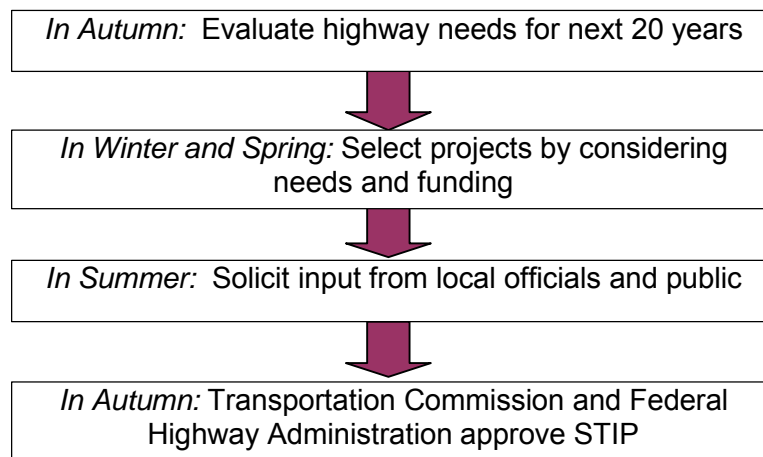 In Autumn: Evaluate highway needs for next 20 years
In Winter and Spring: Select projects by considering
needs and funding
In Summer: Solicit input from local officials and public
In Autumn: Transportation Commission and Federal
Highway Administration approve STIP